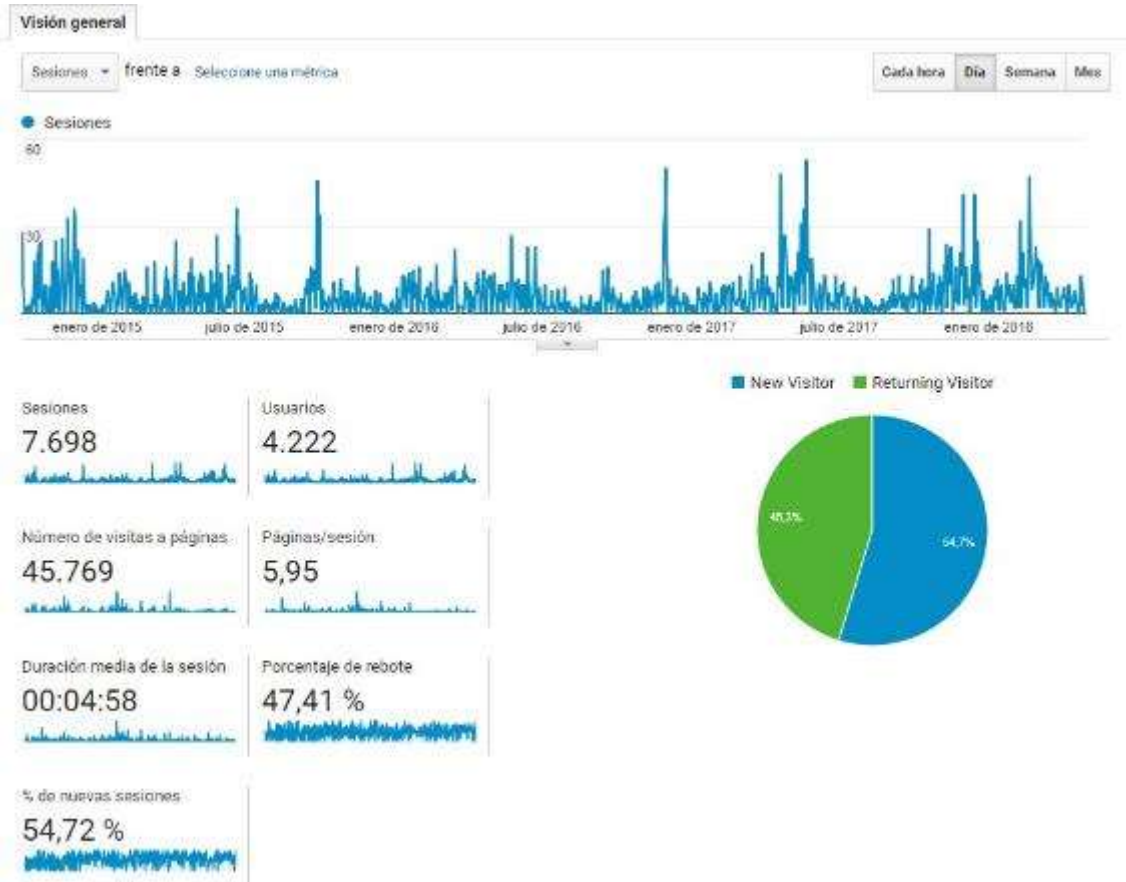 Visión general
Sesiones frente a Seleccione una métrica
Cada hora Día Semana Mes
Sesiones
60
30
enero de 2015 julio de 2015 enero de 2016 julio de 2016 enero de 2017 julio de 2017 enero de 2018
New Visitor Returning Visitor
Sesiones
7.698
Usuarios
4.222
Número de visitas a páginas
45.769
Páginas/sesión
5,95
Duración media de la sesión
00:04:58
Porcentaje de rebote
47,41 %
% de nuevas sesiones
54,72 %
45,3%
54,7%